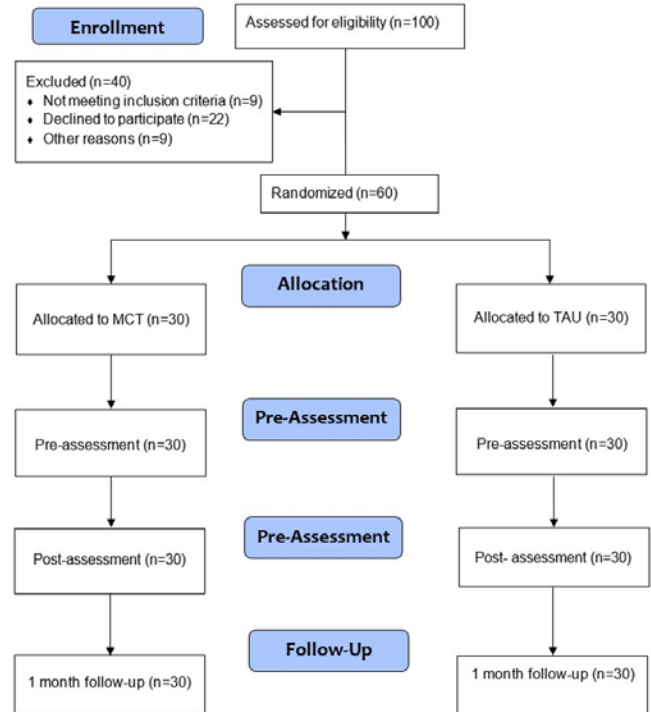 Enrollment
Assessed for eligibility (n=100)
Excluded (n=40)
♦ Not meeting inclusion criteria (n=9)
♦ Declined to participate (n=22)
♦ Other reasons (n=9)
Randomized (n=60)
Allocation
Allocated to MCT (n=30)
Allocated to TAU (n=30)
Pre-Assessment
Pre-assessment (n=30)
Pre-assessment (n=30)
Pre-Assessment
Post-assessment (n=30)
Post- assessment (n=30)
Follow-Up
1 month follow-up (n=30)
1 month follow-up (n=30)